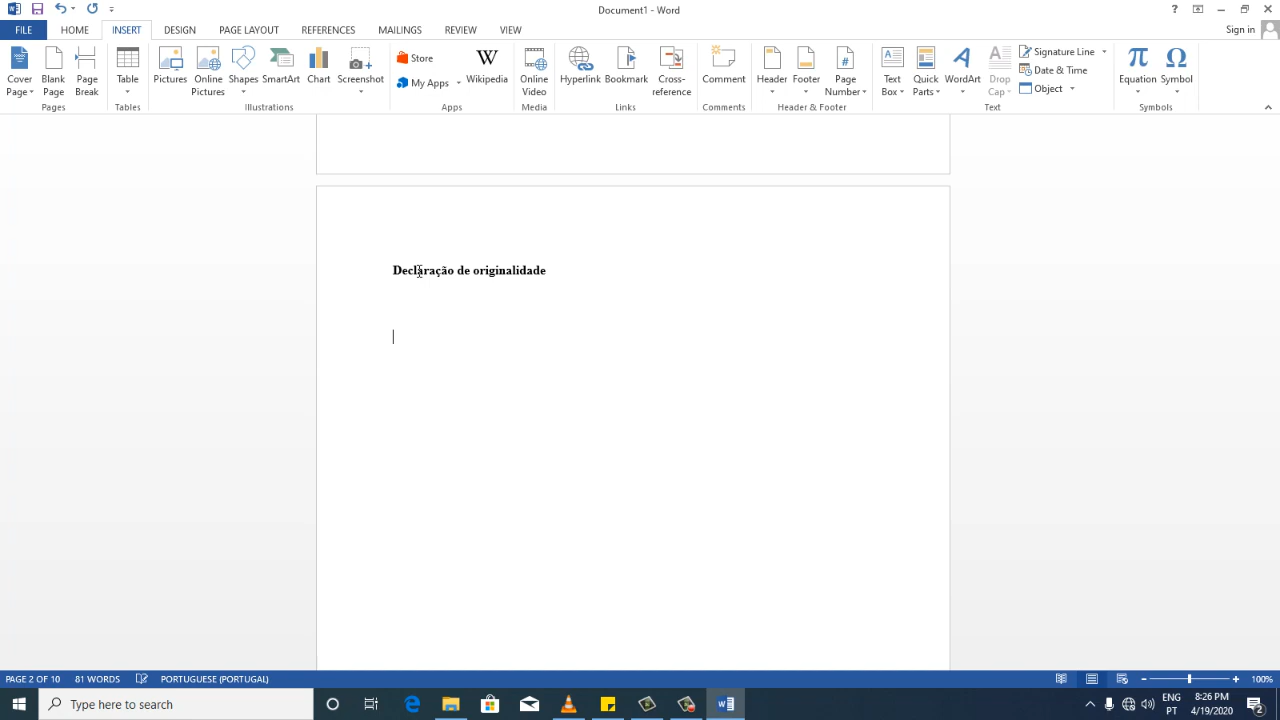 Document1 - Word
Sign in
FILE HOME INSERT DESIGN PAGE LAYOUT REFERENCES MAILINGS REVIEW VIEW
Cover Page
Blank Page
Page Break
Table
Pictures
Online Pictures
Shapes
SmartArt
Chart
Screenshot
Store
My Apps
Wikipedia
Online Video
Hyperlink
Bookmark
Cross-reference
Comment
Header
Footer
Page Number
Text Box
Quick Parts
WordArt
Drop Cap
Signature Line
Date & Time
Object
Equation
Symbol
Pages Tables Illustrations Apps Media Links Comments Header & Footer Text Symbols
Declaração de originalidade
PAGE 2 OF 10 81 WORDS PORTUGUESE (PORTUGAL) 100%
Type here to search
ENG
PT
8:26 PM
4/19/2020
2